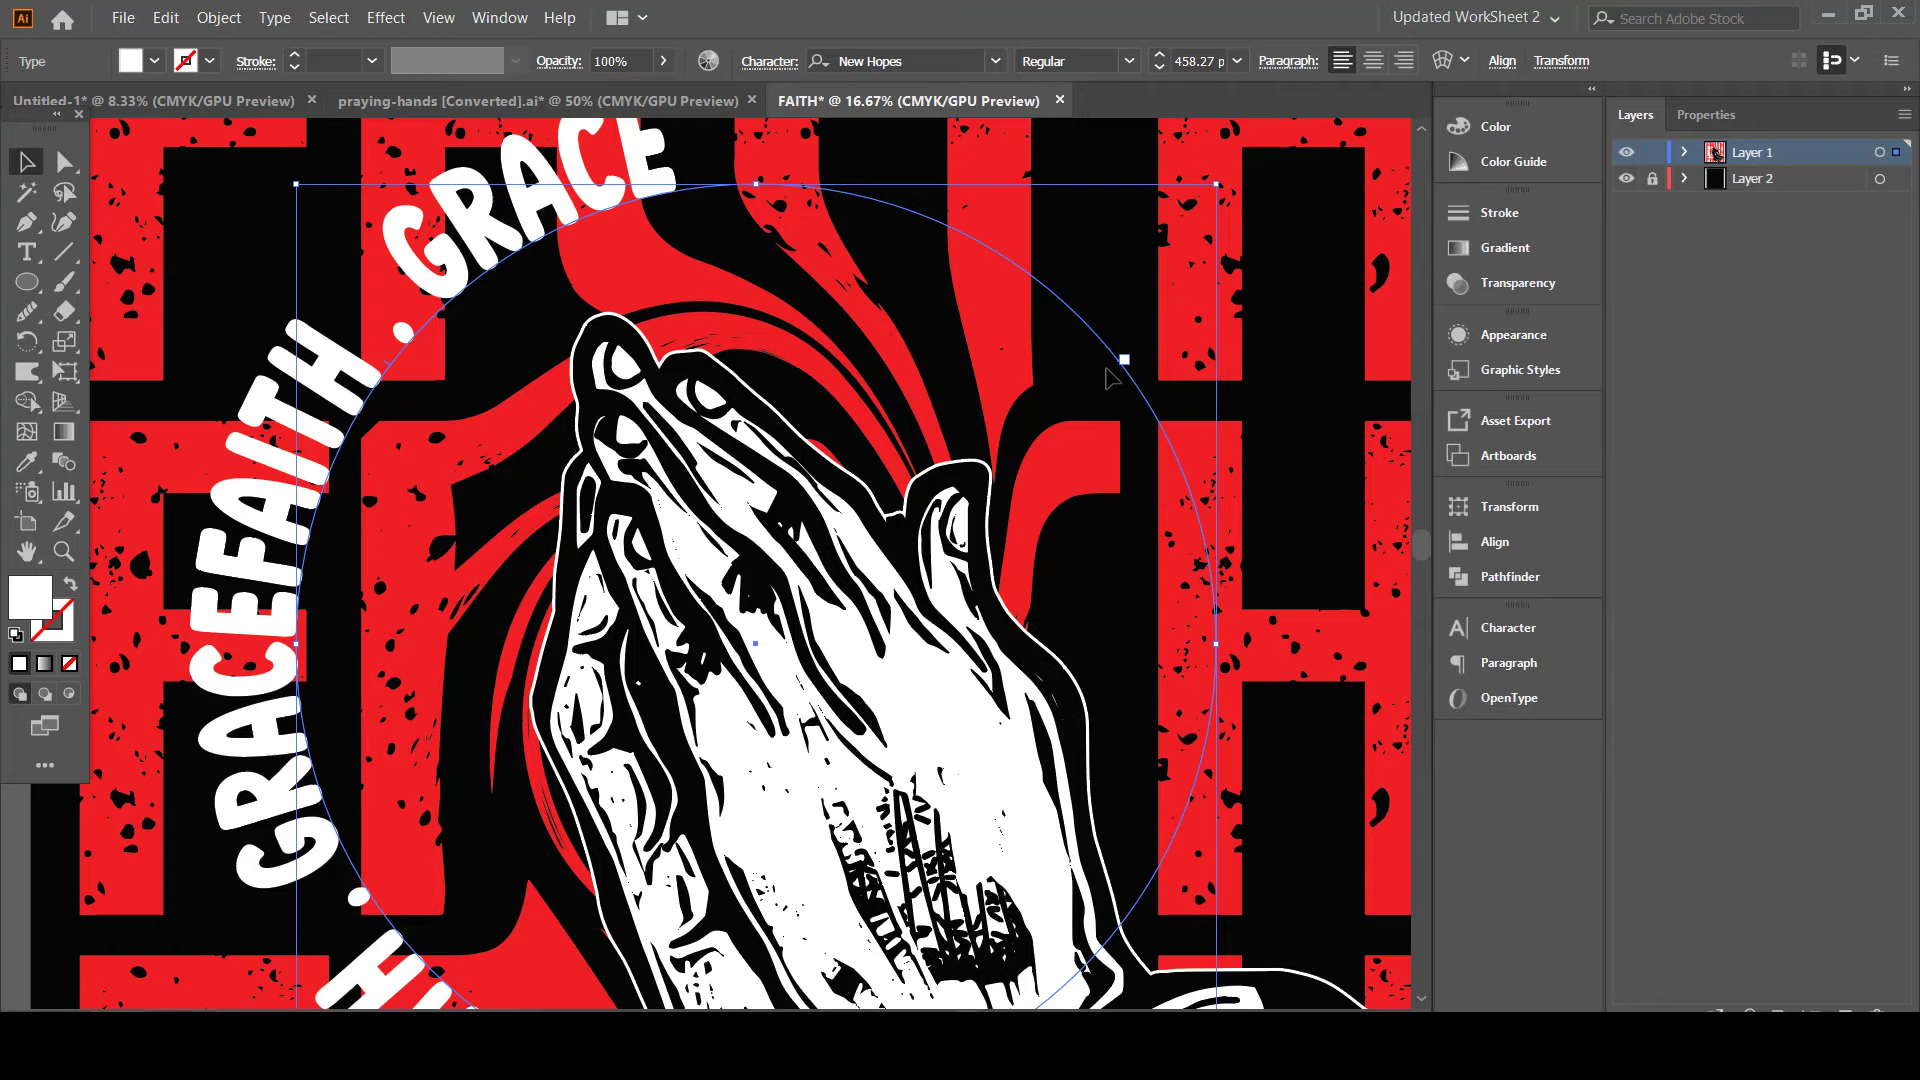 Ai File Edit Object Type Select Effect View Window Help Updated WorkSheet 2 Search Adobe Stock
Type Stroke: Opacity: 100% Character: New Hopes Regular 458.27 p Paragraph: Align Transform
Untitled-1* @ 8.33% (CMYK/GPU Preview) praying-hands [Converted].ai* @ 50% (CMYK/GPU Preview) FAITH* @ 16.67% (CMYK/GPU Preview)
Layers Properties
Layer 1
Layer 2
Color
Color Guide
Stroke
Gradient
Transparency
Appearance
Graphic Styles
Asset Export
Artboards
Transform
Align
Pathfinder
Character
Paragraph
OpenType
GRACEFAITH . GRACE